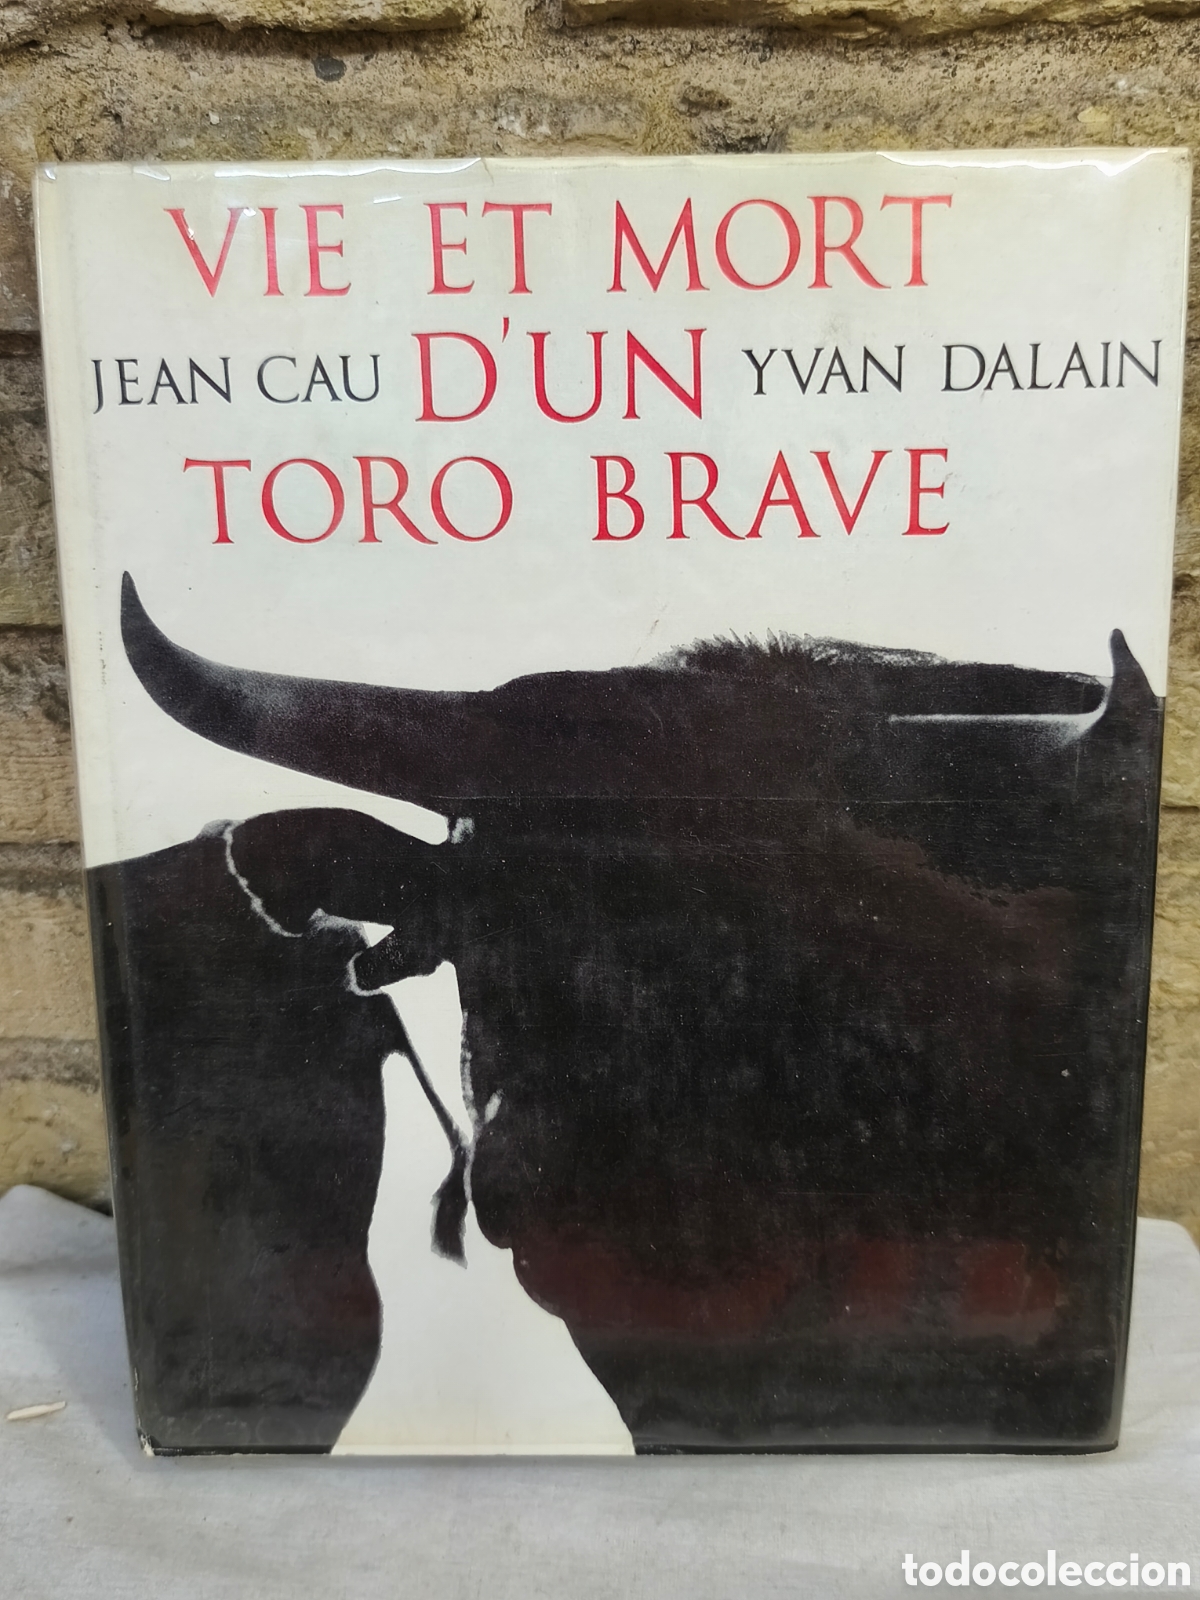 VIE ET MORT
JEAN CAU D'UN YVAN DALAIN
TORO BRAVE
todocoleccion